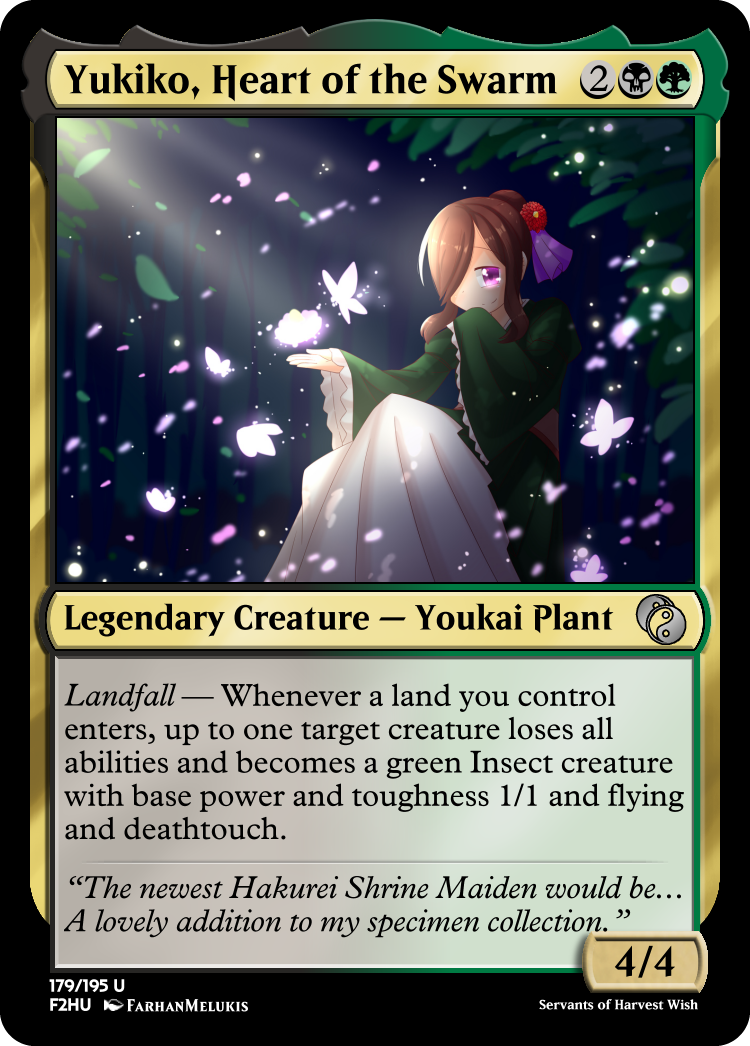 Yukiko, Heart of the Swarm 2
Legendary Creature — Youkai Plant
Landfall — Whenever a land you control
enters, up to one target creature loses all
abilities and becomes a green Insect creature
with base power and toughness 1/1 and flying
and deathtouch.
“The newest Hakurei Shrine Maiden would be…
A lovely addition to my specimen collection.”
4/4
179/195 U
F2HU FarhanMelukis
Servants of Harvest Wish